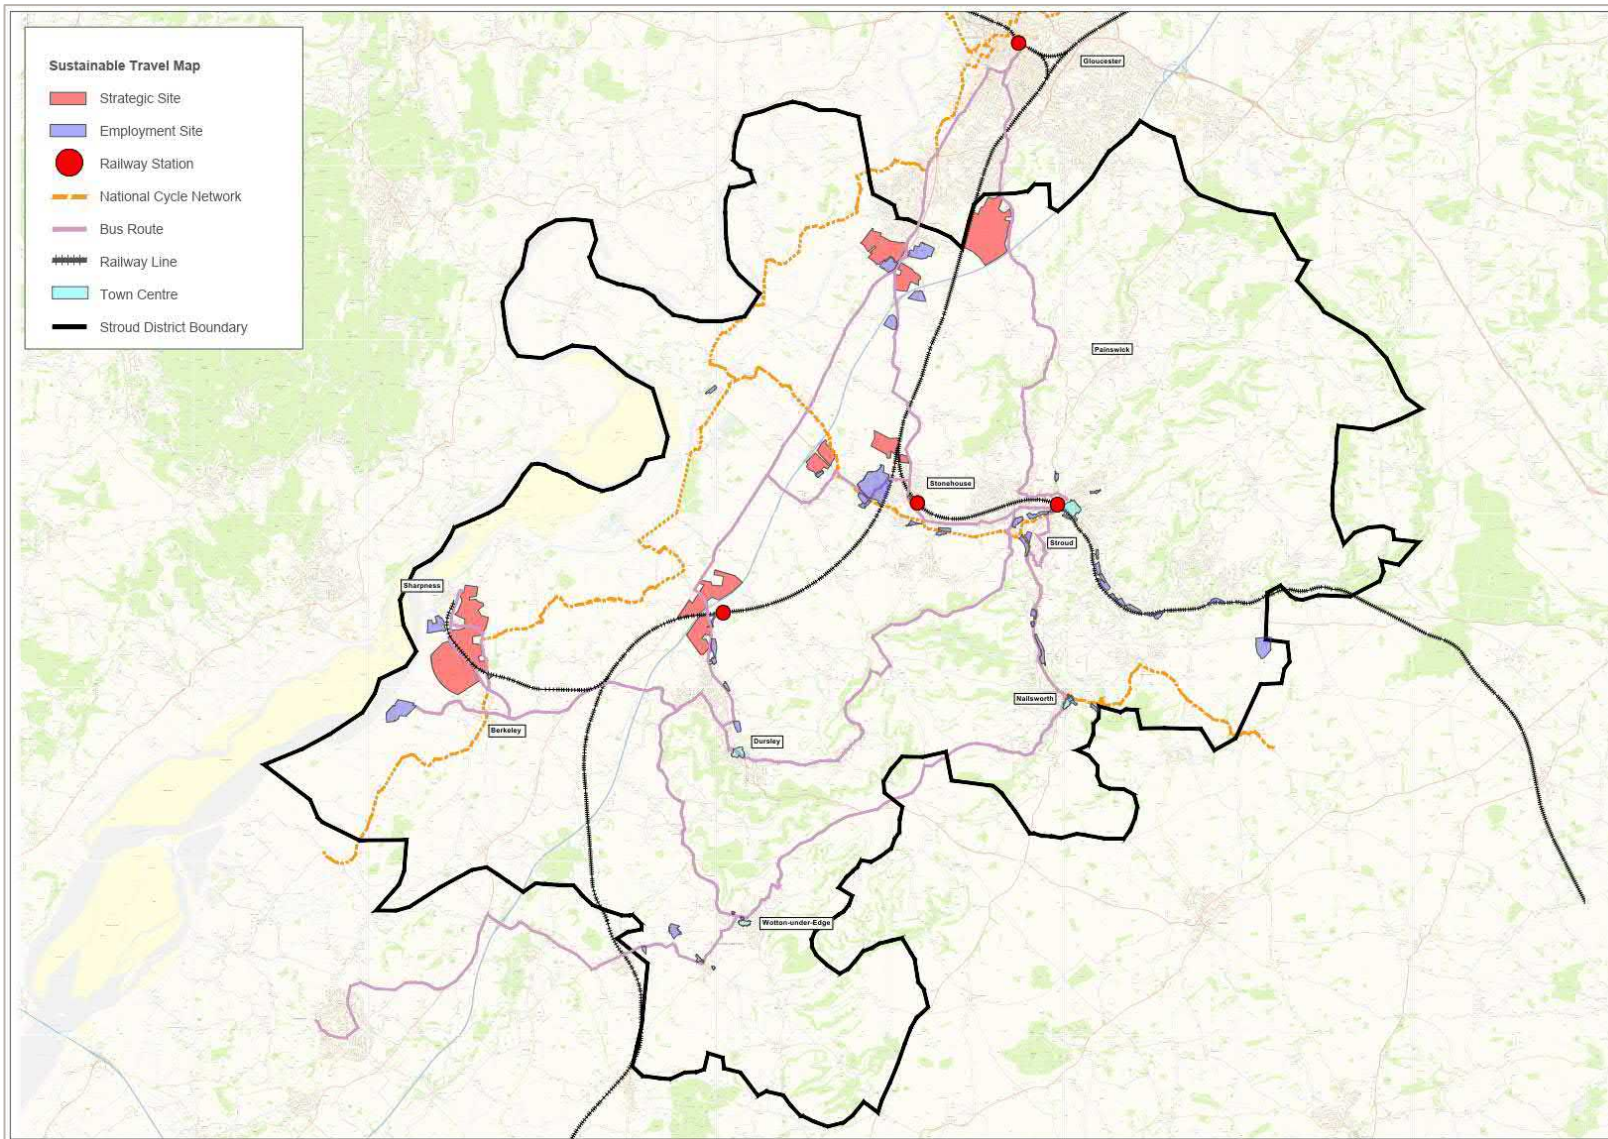 Sustainable Travel Map
Strategic Site
Employment Site
Railway Station
National Cycle Network
Bus Route
Railway Line
Town Centre
Stroud District Boundary
Gloucester
Painswick
Stonehouse
Stroud
Sharpness
Nailsworth
Berkeley
Dursley
Wotton-under-Edge